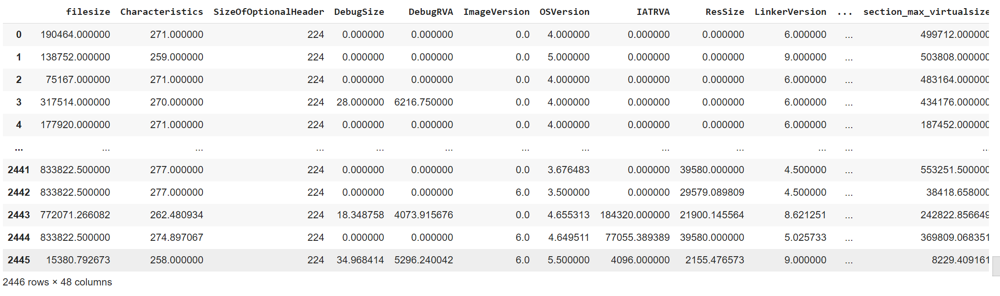 filesize Characteristics SizeOfOptionalHeader DebugSize DebugRVA ImageVersion OSVersion IATRVA ResSize LinkerVersion ... section_max_virtualsize
0 190464.000000 271.000000 224 0.000000 0.000000 0.0 4.000000 0.000000 0.000000 6.000000 ... 499712.000000
1 138752.000000 259.000000 224 0.000000 0.000000 0.0 5.000000 0.000000 0.000000 9.000000 ... 503808.000000
2 75167.000000 271.000000 224 0.000000 0.000000 0.0 4.000000 0.000000 0.000000 6.000000 ... 483164.000000
3 317514.000000 270.000000 224 28.000000 6216.750000 0.0 4.000000 0.000000 0.000000 6.000000 ... 434176.000000
4 177920.000000 271.000000 224 0.000000 0.000000 0.0 4.000000 0.000000 0.000000 6.000000 ... 187452.000000
... ... ... ... ... ... ... ... ... ... ... ... ...
2441 833822.500000 277.000000 224 0.000000 0.000000 0.0 3.676483 0.000000 39580.000000 4.500000 ... 553251.500000
2442 833822.500000 277.000000 224 0.000000 0.000000 6.0 3.500000 0.000000 29579.089809 4.500000 ... 38418.658000
2443 772071.266082 262.480934 224 18.348758 4073.915676 0.0 4.655313 184320.000000 21900.145564 8.621251 ... 242822.856649
2444 833822.500000 274.897067 224 0.000000 0.000000 6.0 4.649511 77055.389389 39580.000000 5.025733 ... 369809.068351
2445 15380.792673 258.000000 224 34.968414 5296.240042 6.0 5.500000 4096.000000 2155.476573 9.000000 ... 8229.409161
2446 rows × 48 columns